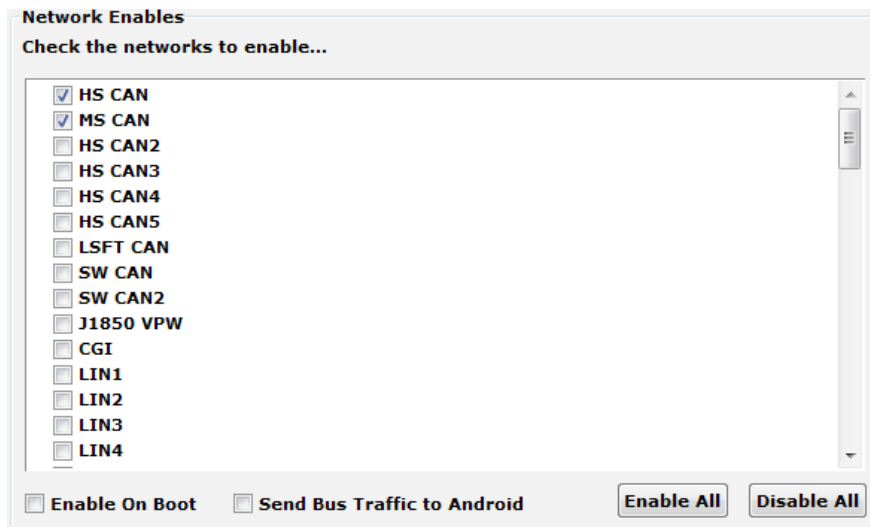 Network Enables
Check the networks to enable...
HS CAN
MS CAN
HS CAN2
HS CAN3
HS CAN4
HS CAN5
LSFT CAN
SW CAN
SW CAN2
J1850 VPW
CGI
LIN1
LIN2
LIN3
LIN4
Enable On Boot Send Bus Traffic to Android Enable All Disable All